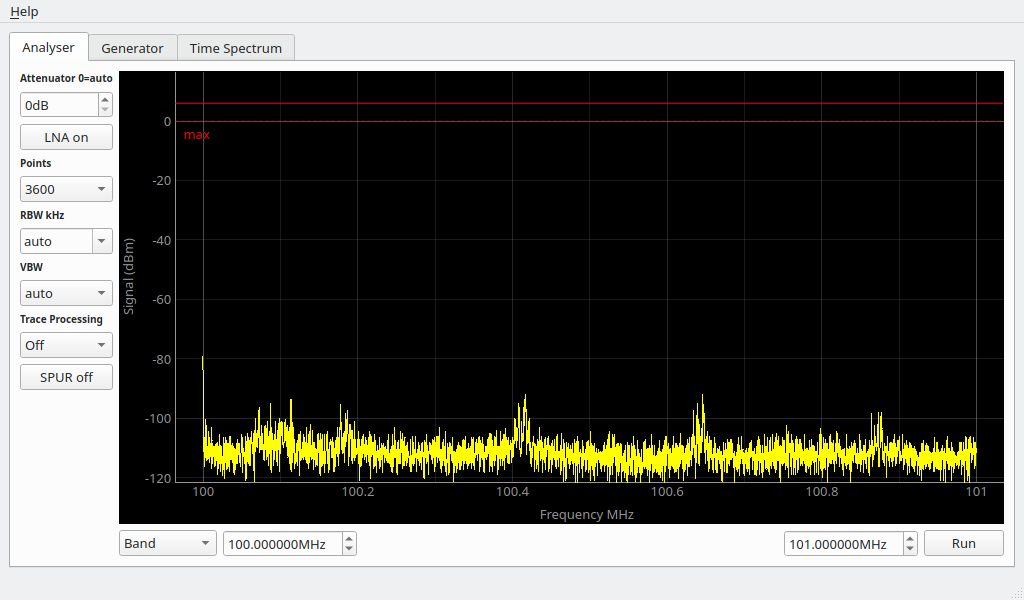 Help
Analyser
Generator
Time Spectrum
Attenuator 0=auto
0dB
LNA on
Points
3600
RBW kHz
auto
VBW
auto
Trace Processing
Off
SPUR off
max
Signal (dBm)
0
-20
-40
-60
-80
-100
-120
100
100.2
100.4
100.6
100.8
101
Frequency MHz
Band
100.000000MHz
101.000000MHz
Run